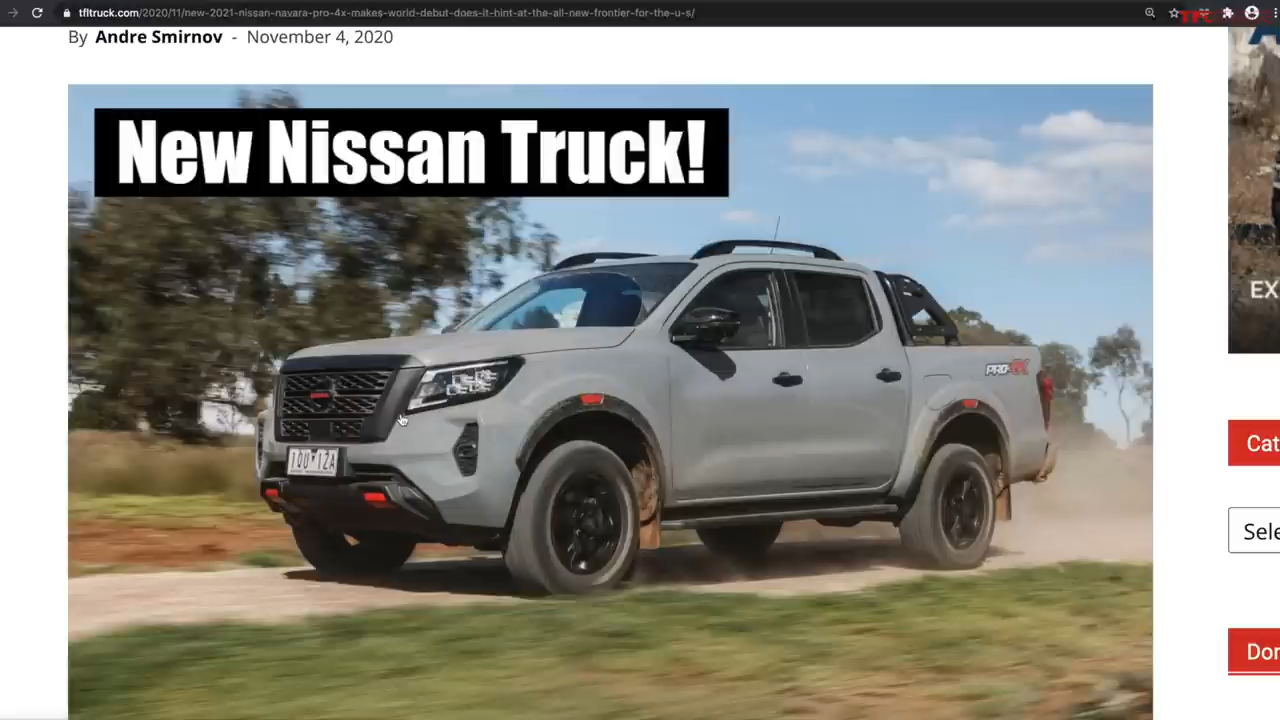 tfltruck.com/2020/11/new-2021-nissan-navara-pro-4x-makes-world-debut-does-it-hint-at-the-all-new-frontier-for-the-u-s/
By Andre Smirnov - November 4, 2020
New Nissan Truck!
PRO-4X
EX
Cat
Sele
Don